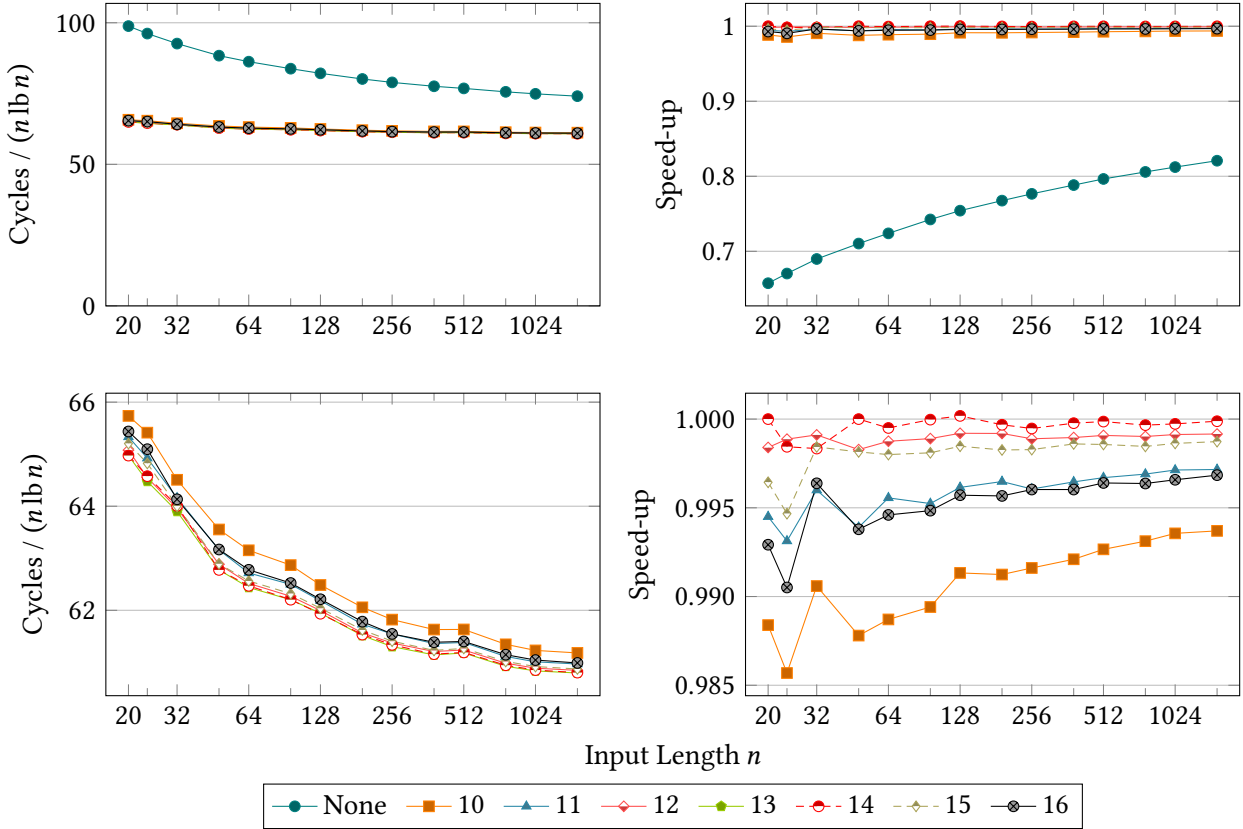 Cycles / (n lb n)
100
50
0
20 32 64 128 256 512 1024
Speed-up
1
0.9
0.8
0.7
20 32 64 128 256 512 1024
Cycles / (n lb n)
66
64
62
20 32 64 128 256 512 1024
Speed-up
1.000
0.995
0.990
0.985
20 32 64 128 256 512 1024
Input Length n
None 10 11 12 13 14 15 16